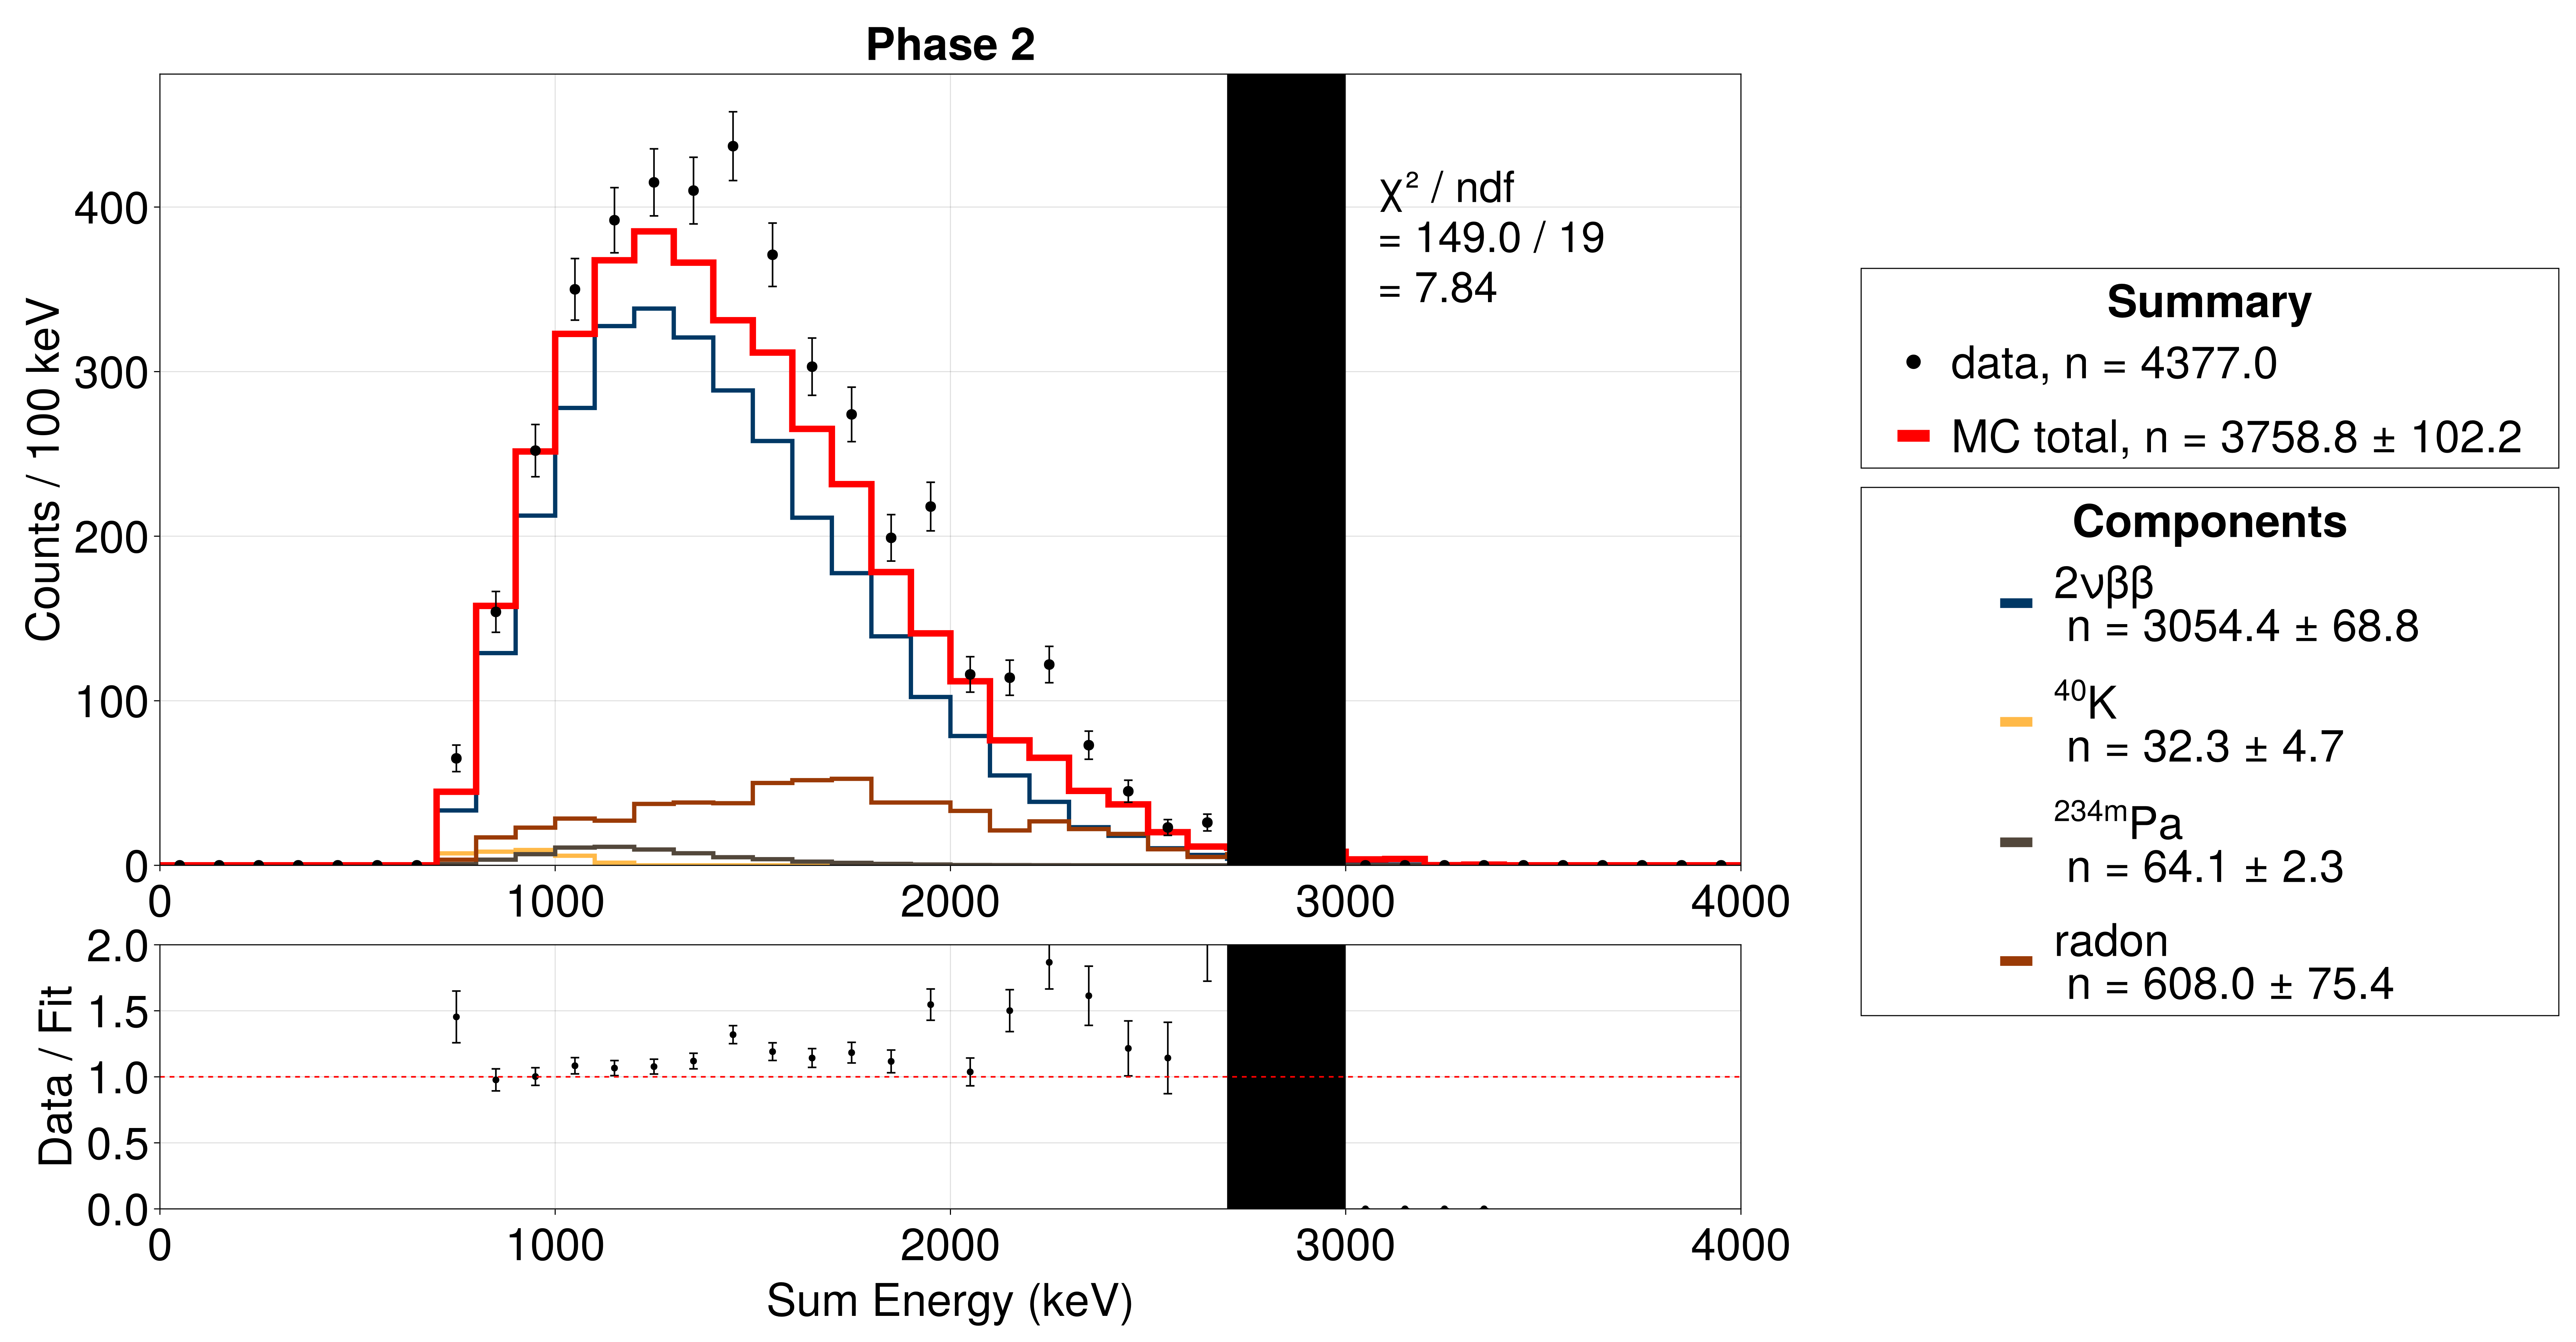 Phase 2
Counts / 100 keV
400
300
200
100
0
0 1000 2000 3000 4000
χ² / ndf
= 149.0 / 19
= 7.84
Data / Fit
2.0
1.5
1.0
0.5
0.0
0 1000 2000 3000 4000
Sum Energy (keV)
Summary
data, n = 4377.0
MC total, n = 3758.8 ± 102.2
Components
2νββ
n = 3054.4 ± 68.8
⁴⁰K
n = 32.3 ± 4.7
²³⁴ᵐPa
n = 64.1 ± 2.3
radon
n = 608.0 ± 75.4